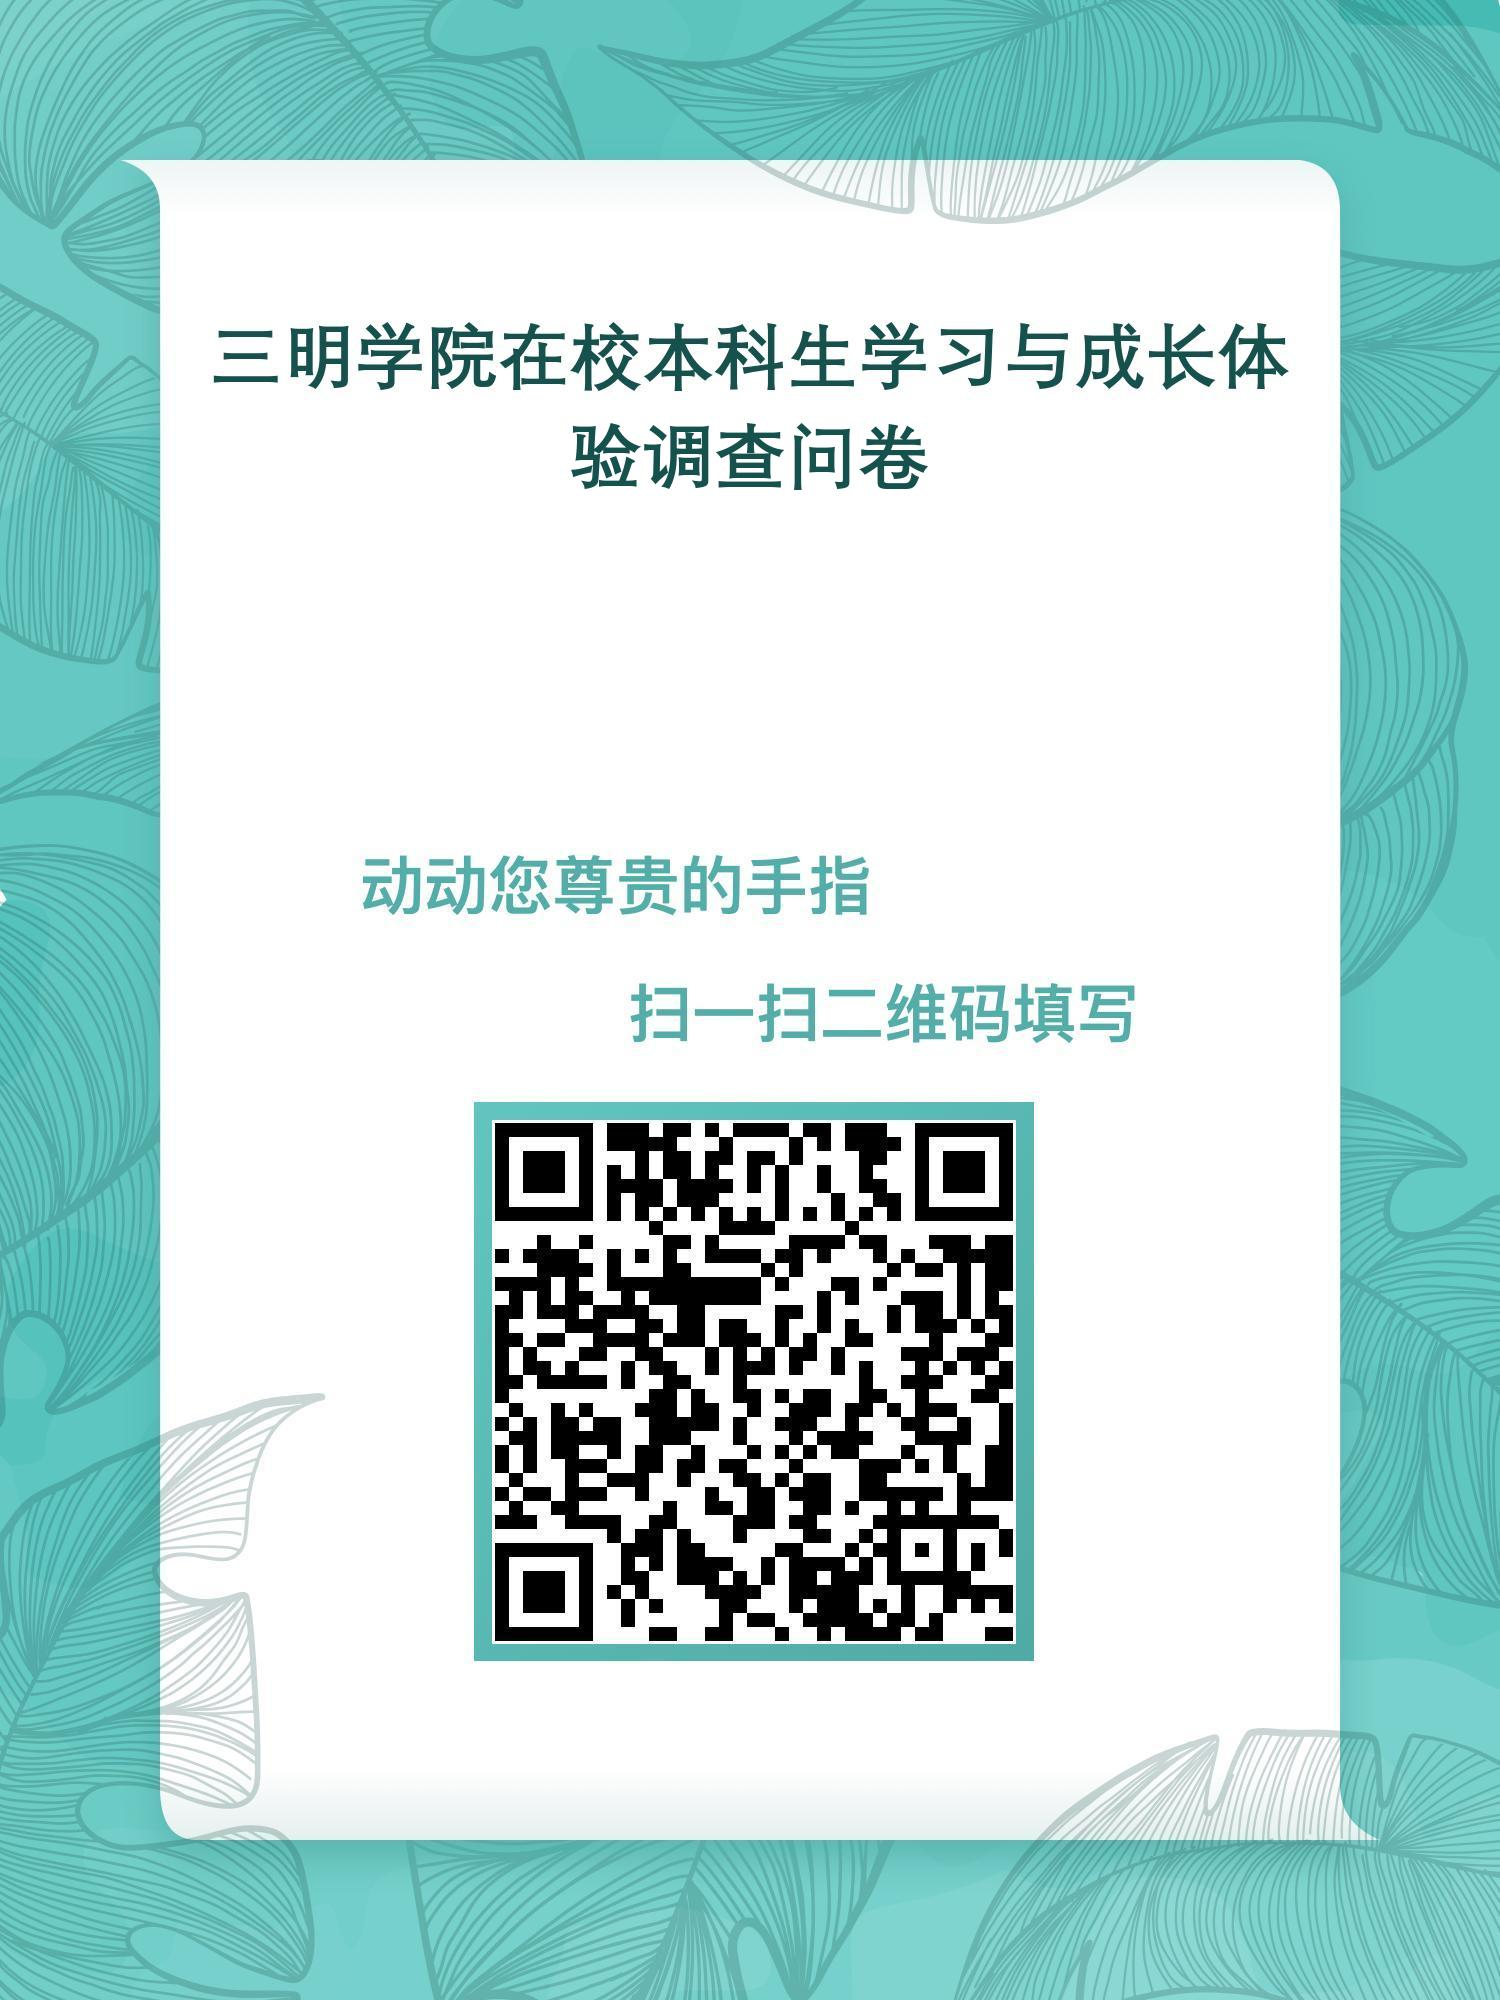 三明学院在校本科生学习与成长体
验调查问卷
动动您尊贵的手指
扫一扫二维码填写